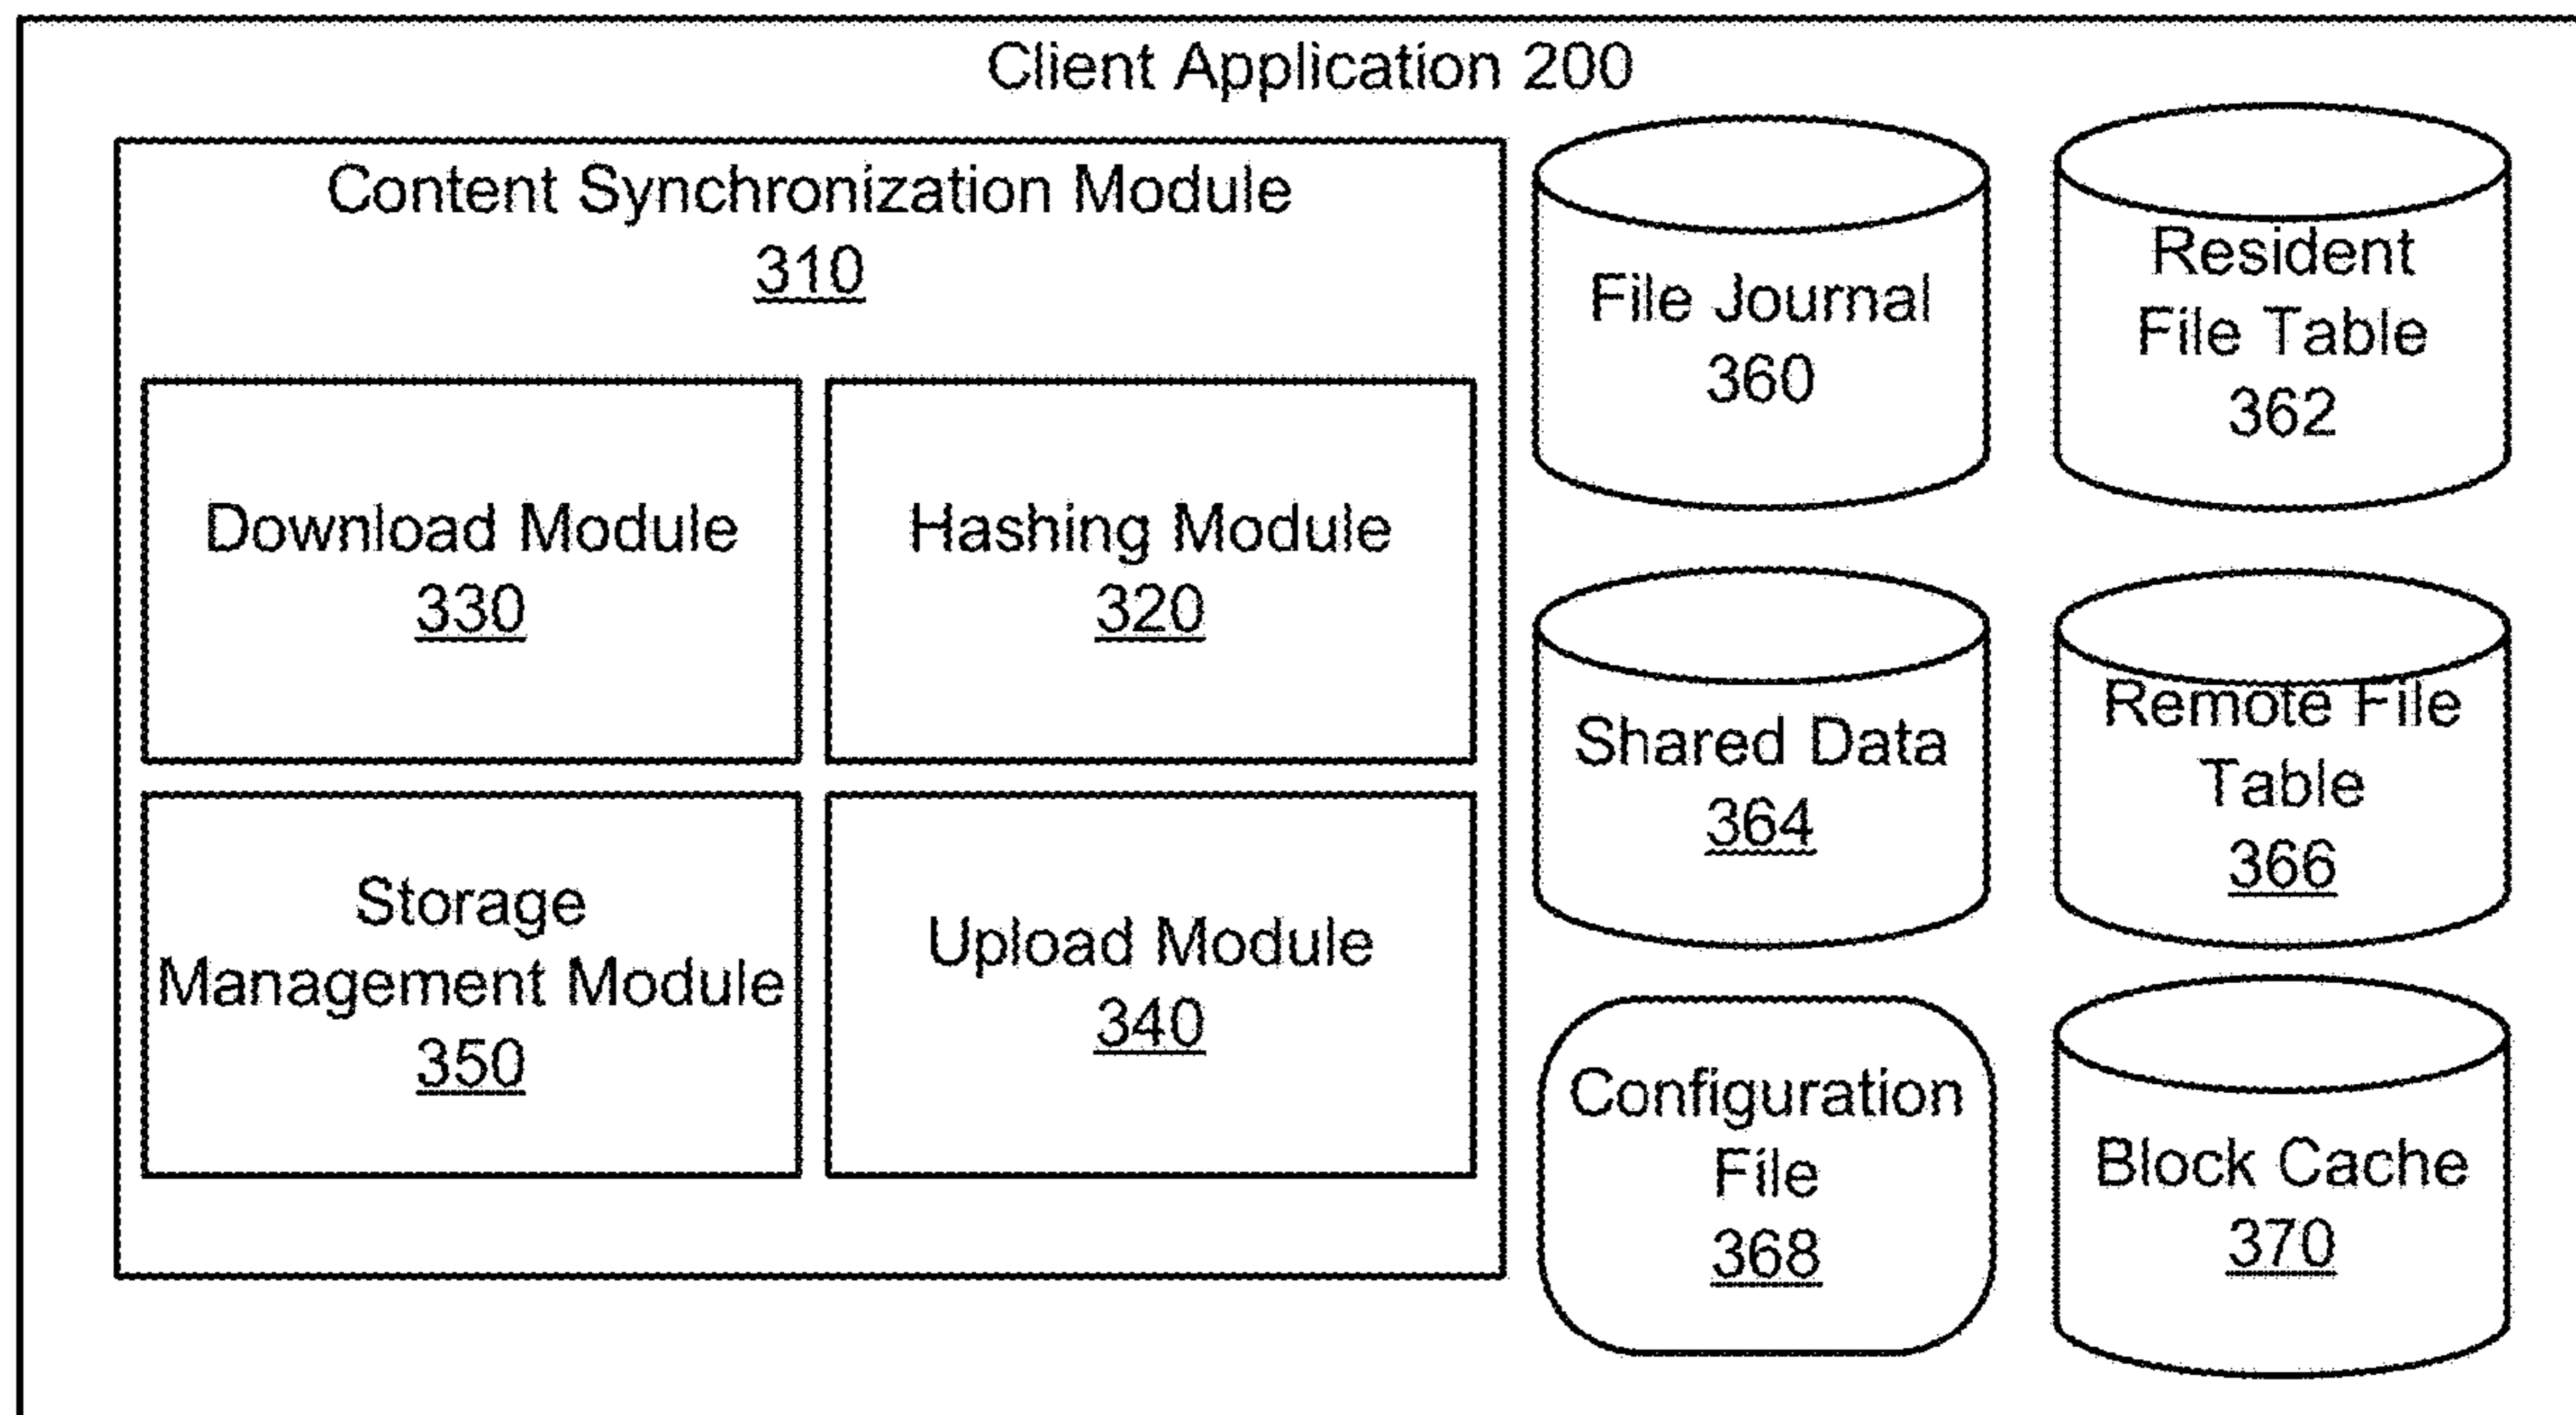 Client Application 200
Content Synchronization Module
310
Download Module
330
Hashing Module
320
Storage
Management Module
350
Upload Module
340
File Journal
360
Resident
File Table
362
Shared Data
364
Remote File
Table
366
Configuration
File
368
Block Cache
370